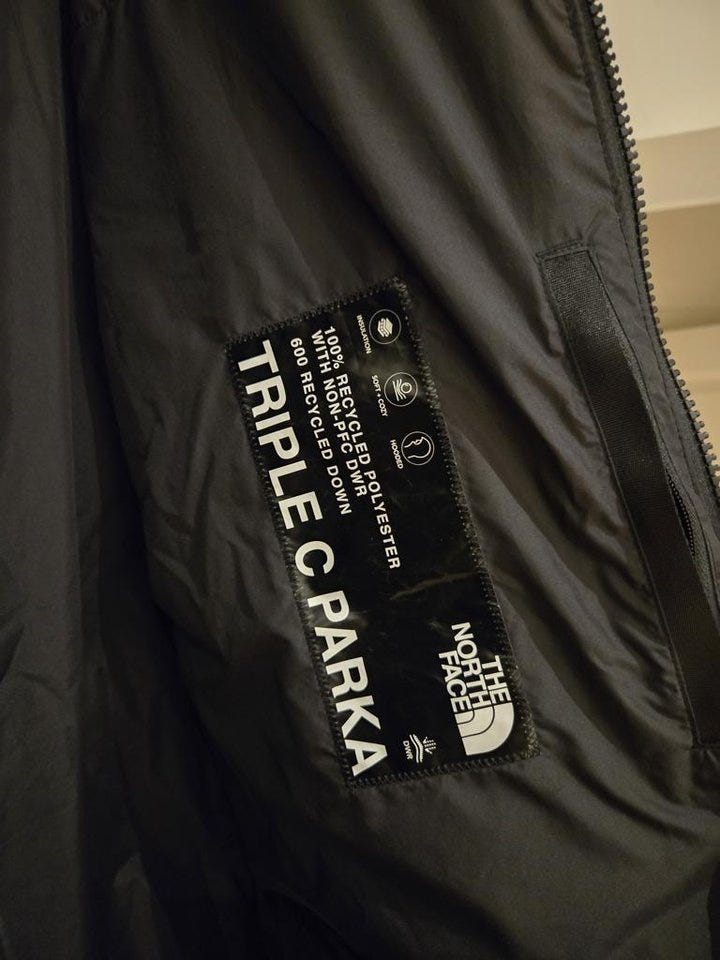 INSULATION
SOFT + COZY
HOODED
100% RECYCLED POLYESTER
WITH NON-PFC DWR
600 RECYCLED DOWN
TRIPLE C PARKA
THE
NORTH
FACE
DWR